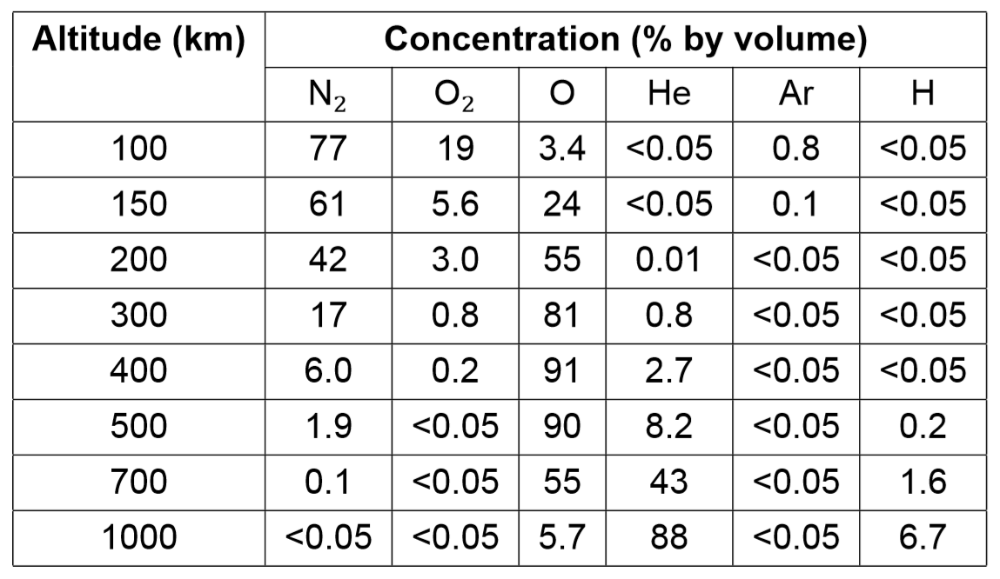 Altitude (km) Concentration (% by volume)
N₂ O₂ O He Ar H
100 77 19 3.4 <0.05 0.8 <0.05
150 61 5.6 24 <0.05 0.1 <0.05
200 42 3.0 55 0.01 <0.05 <0.05
300 17 0.8 81 0.8 <0.05 <0.05
400 6.0 0.2 91 2.7 <0.05 <0.05
500 1.9 <0.05 90 8.2 <0.05 0.2
700 0.1 <0.05 55 43 <0.05 1.6
1000 <0.05 <0.05 5.7 88 <0.05 6.7